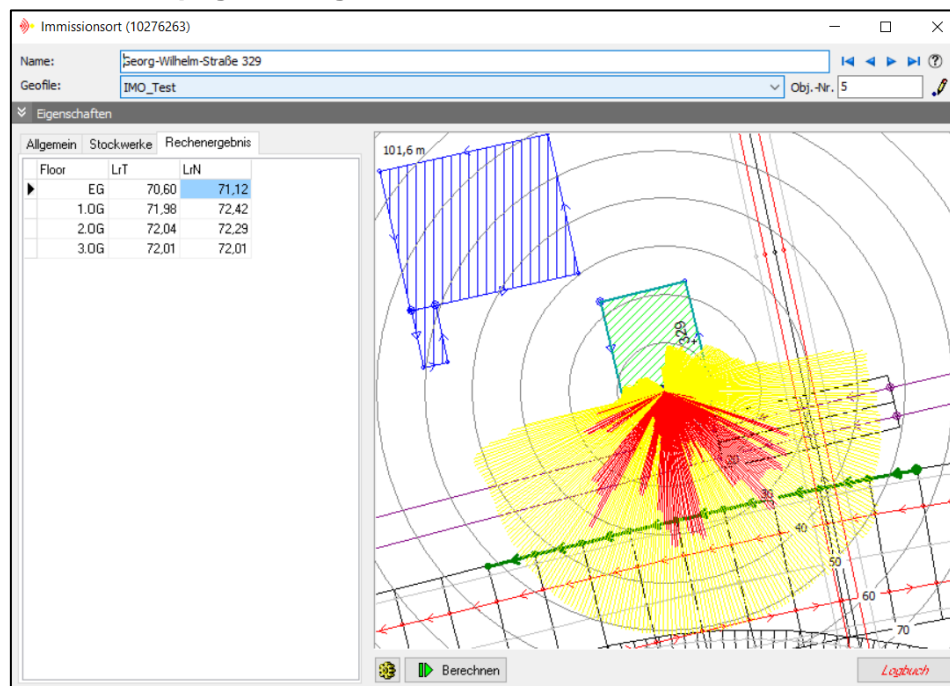 Immissionsort (10276263)
Name: Georg-Wilhelm-Straße 329
Geofile: IMO_Test Obj.-Nr. 5
Eigenschaften
Allgemein Stockwerke Rechenergebnis
Floor LrT LrN
EG 70,60 71,12
1.OG 71,98 72,42
2.OG 72,04 72,29
3.OG 72,01 72,01
101,6 m
329
20
30
40
50
60
70
Berechnen Logbuch